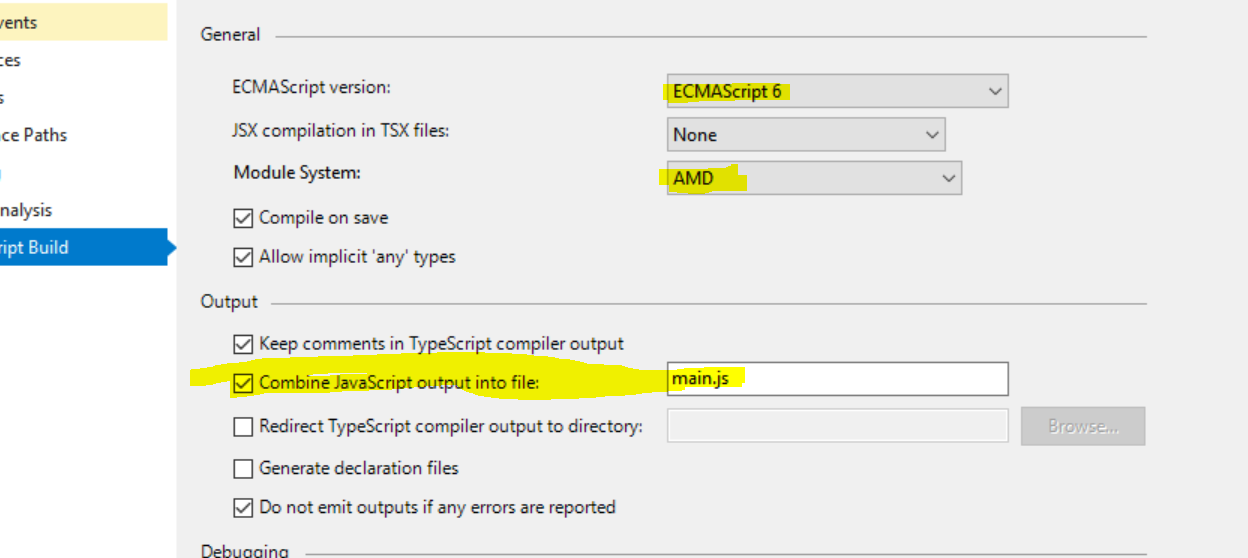 vents
General
ces
ECMAScript version:
ECMAScript 6
s
JSX compilation in TSX files:
None
ce Paths
Module System:
AMD
nalysis
Compile on save
ript Build
Allow implicit 'any' types
Output
Keep comments in TypeScript compiler output
Combine JavaScript output into file:
main.js
Redirect TypeScript compiler output to directory:
Browse...
Generate declaration files
Do not emit outputs if any errors are reported
Debugging